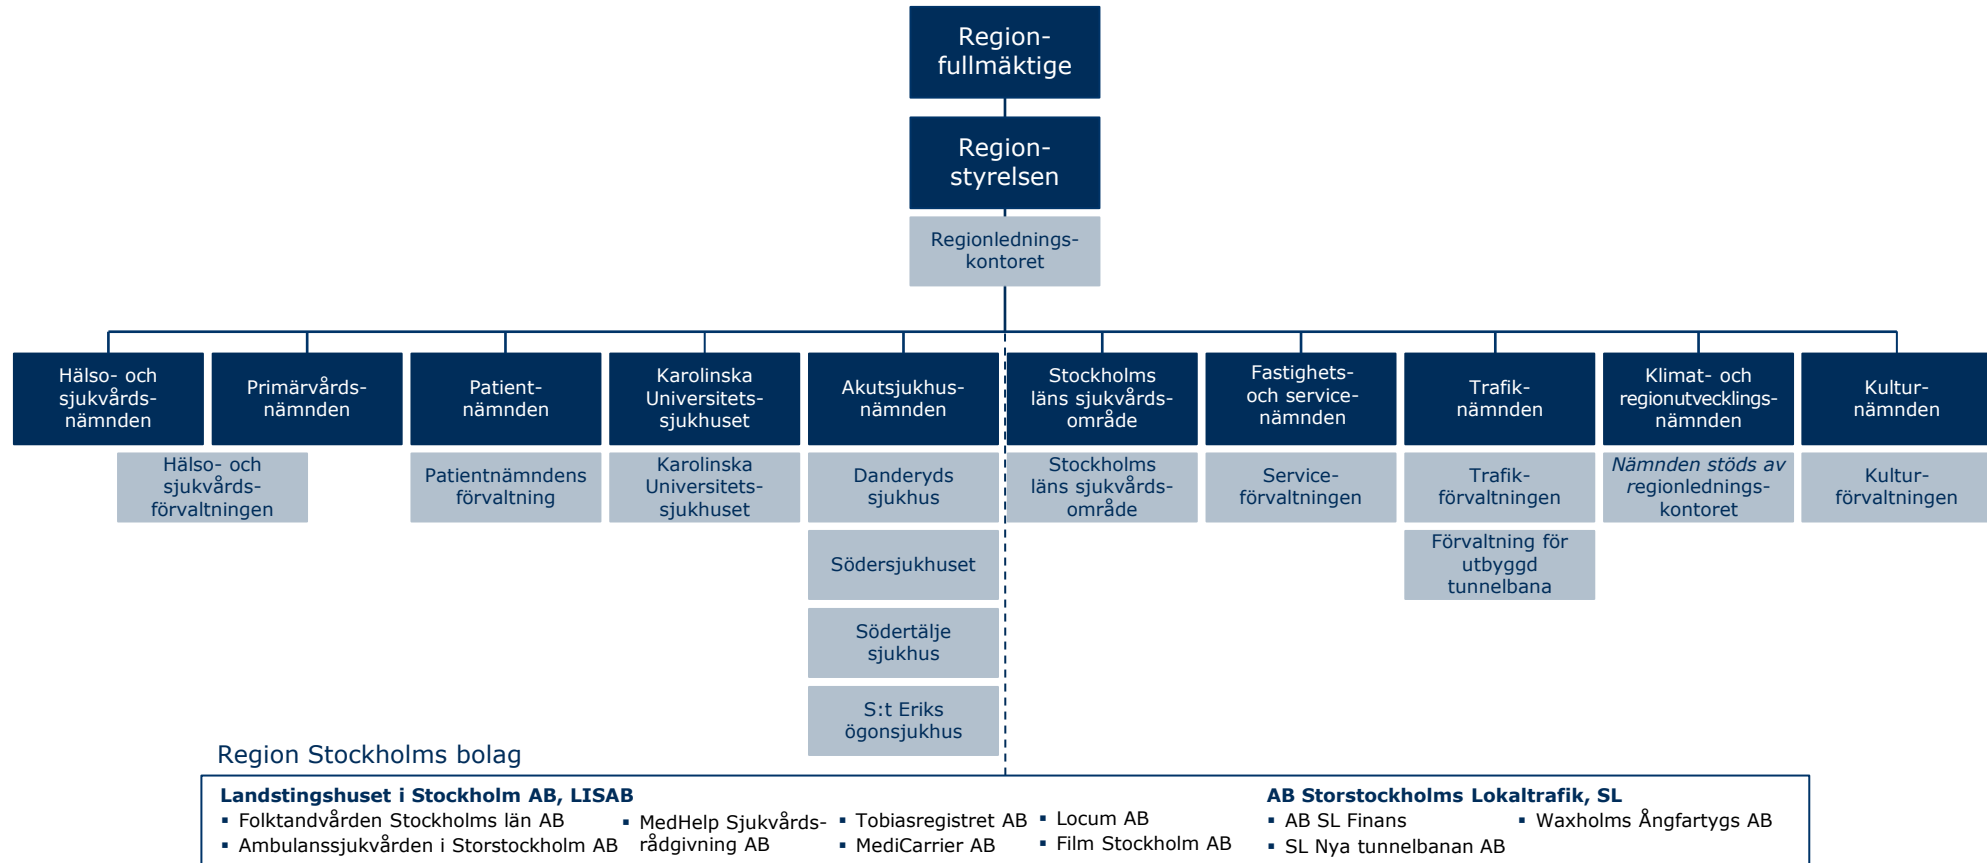 Region-
fullmäktige
Region-
styrelsen
Regionlednings-
kontoret
Hälso- och
sjukvårds-
nämnden
Primärvårds-
nämnden
Patient-
nämnden
Karolinska
Universitets-
sjukhuset
Akutsjukhus-
nämnden
Stockholms
läns sjukvårds-
område
Fastighets-
och service-
nämnden
Trafik-
nämnden
Klimat- och
regionutvecklings-
nämnden
Kultur-
nämnden
Hälso- och
sjukvårds-
förvaltningen
Patientnämndens
förvaltning
Karolinska
Universitets-
sjukhuset
Danderyds
sjukhus
Stockholms
läns sjukvårds-
område
Service-
förvaltningen
Trafik-
förvaltningen
Nämnden stöds av
regionlednings-
kontoret
Kultur-
förvaltningen
Södersjukhuset
Förvaltning för
utbyggd
tunnelbana
Södertälje
sjukhus
S:t Eriks
ögonsjukhus
Region Stockholms bolag
Landstingshuset i Stockholm AB, LISAB
▪ Folktandvården Stockholms län AB
▪ Ambulanssjukvården i Storstockholm AB
▪ MedHelp Sjukvårds-
rådgivning AB
▪ Tobiasregistret AB
▪ MediCarrier AB
▪ Locum AB
▪ Film Stockholm AB
AB Storstockholms Lokaltrafik, SL
▪ AB SL Finans
▪ SL Nya tunnelbanan AB
▪ Waxholms Ångfartygs AB